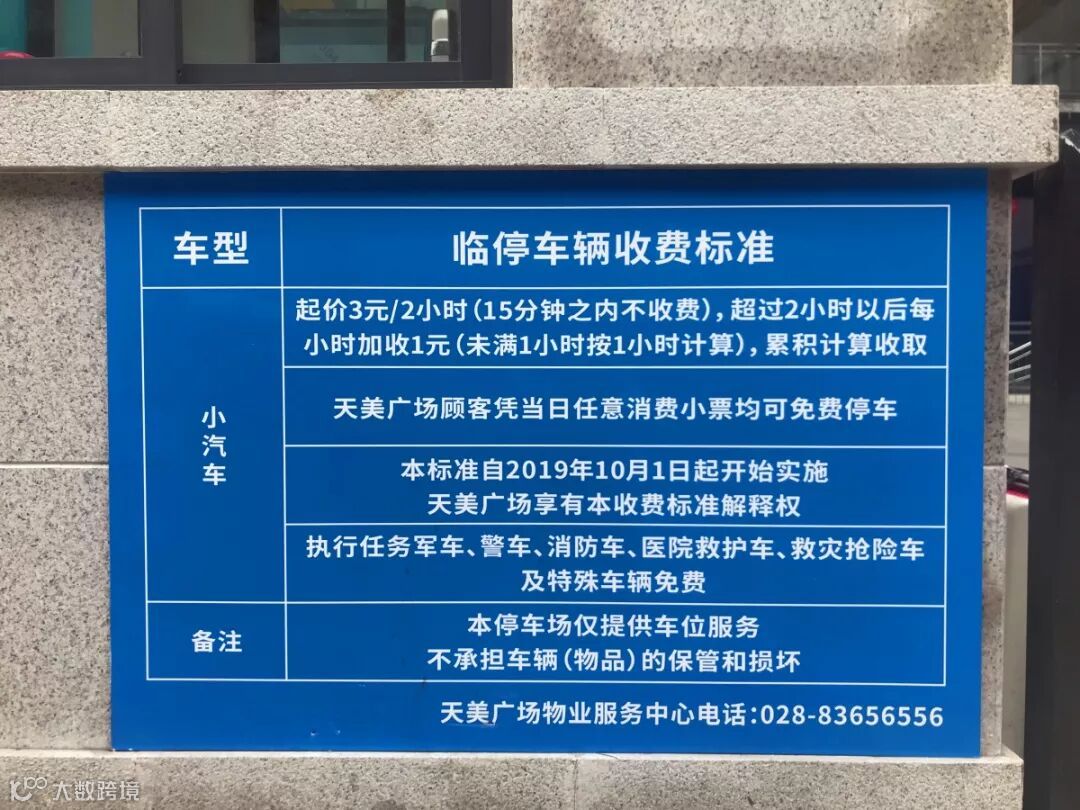 车型
临停车辆收费标准
小汽车
起价3元/2小时(15分钟之内不收费),超过2小时以后每
小时加收1元(未满1小时按1小时计算),累积计算收取
天美广场顾客凭当日任意消费小票均可免费停车
本标准自2019年10月1日起开始实施
天美广场享有本收费标准解释权
执行任务军车、警车、消防车、医院救护车、救灾抢险车
及特殊车辆免费
备注
本停车场仅提供车位服务
不承担车辆(物品)的保管和损坏
天美广场物业服务中心电话:028-83656556
大数跨境